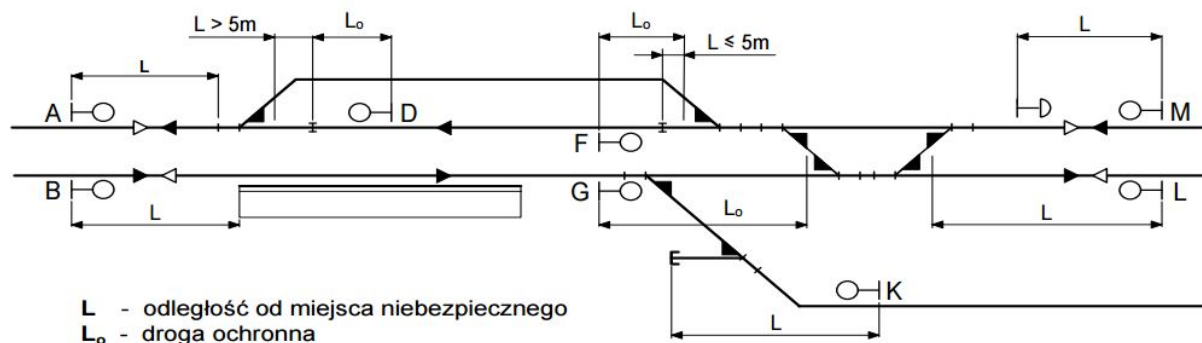 L > 5m
Lₒ
Lₒ
L ≤ 5m
L
L
A
D
F
M
B
G
Lₒ
L
L
L
K
L
L - odległość od miejsca niebezpiecznego
Lₒ - droga ochronna